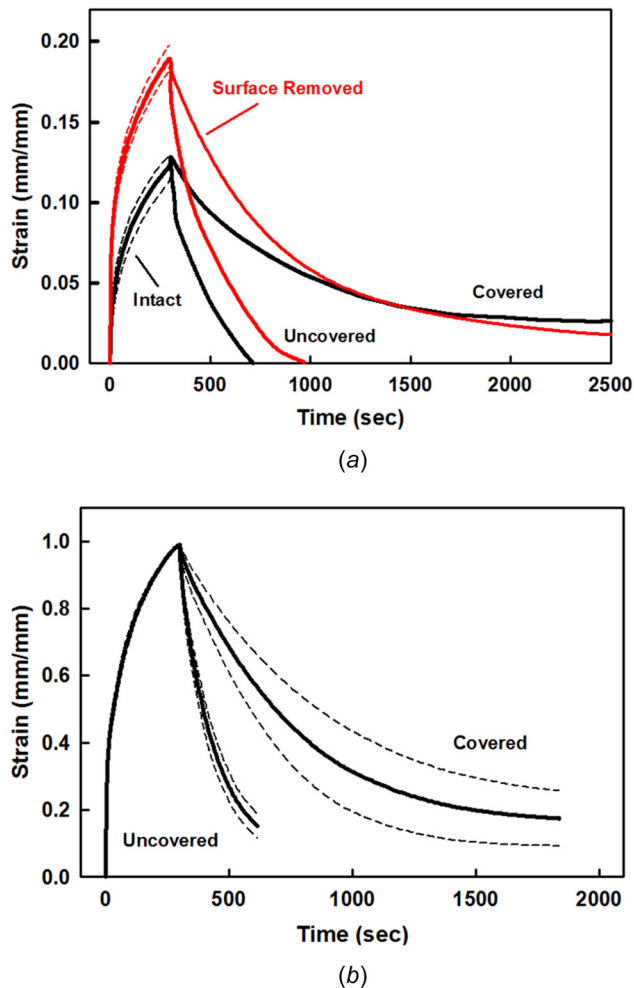 0.20
0.15
0.10
0.05
0.00
Strain (mm/mm)
Surface Removed
Intact
Covered
Uncovered
0 500 1000 1500 2000 2500
Time (sec)
(a)
1.0
0.8
0.6
0.4
0.2
0.0
Strain (mm/mm)
Covered
Uncovered
0 500 1000 1500 2000
Time (sec)
(b)